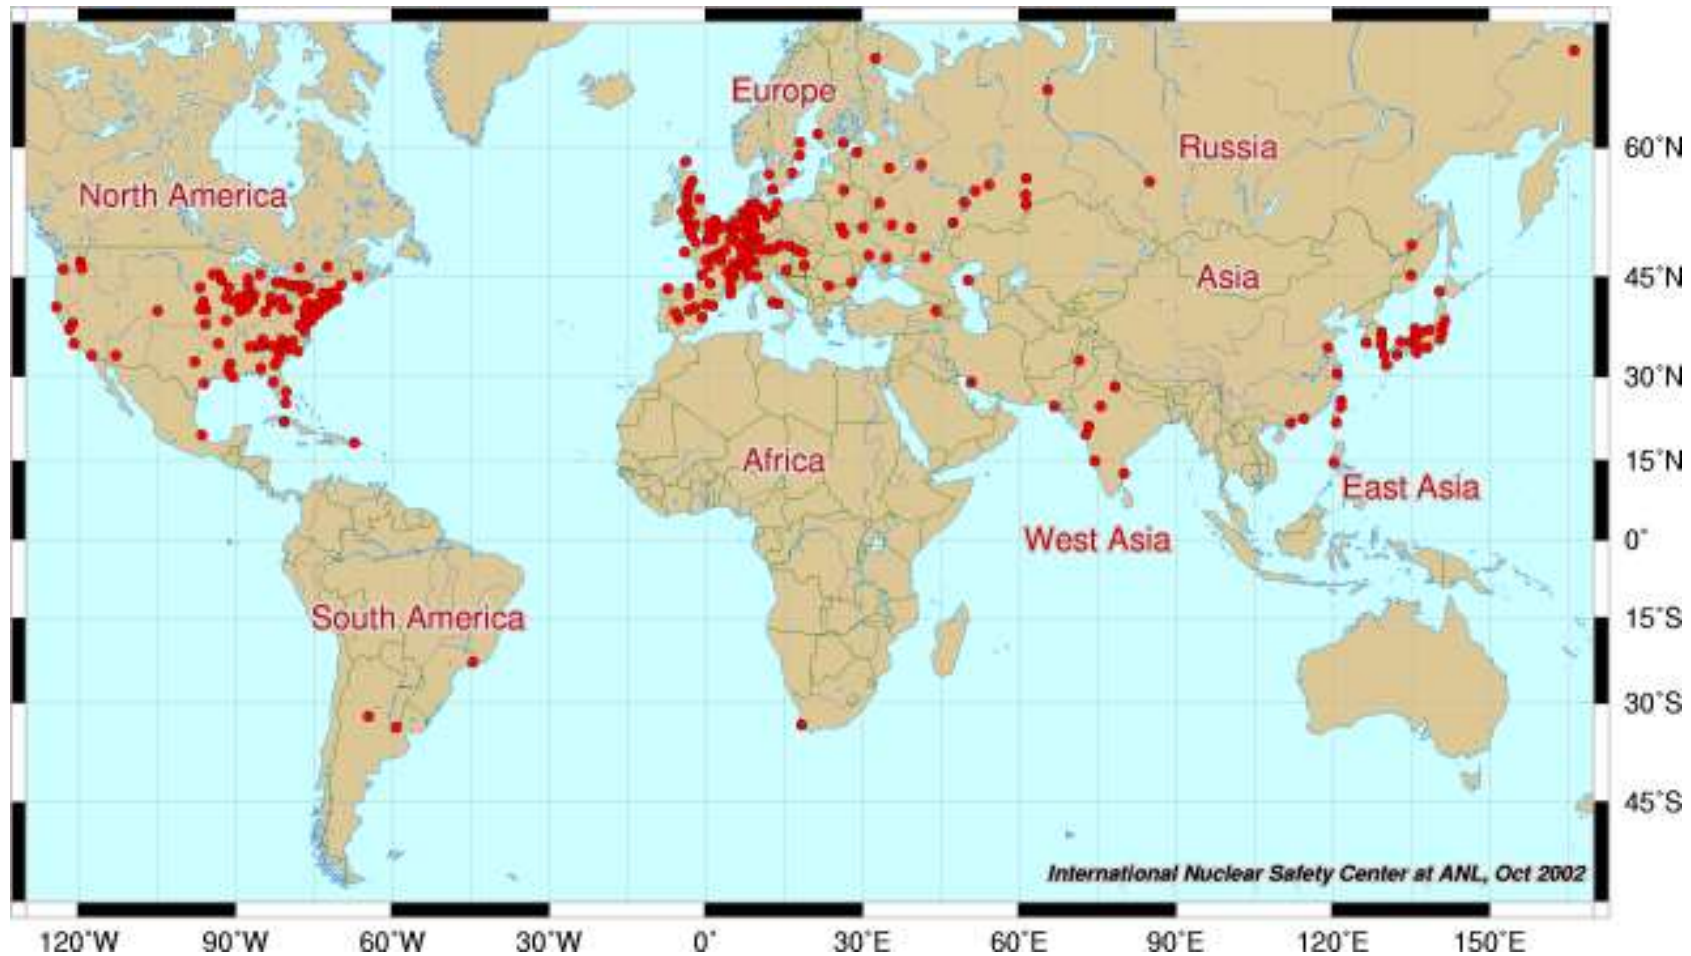 Europe
Russia
60˚N
North America
Asia
45˚N
30˚N
Africa
15˚N
East Asia
West Asia
0˚
South America
15˚S
30˚S
45˚S
International Nuclear Safety Center at ANL, Oct 2002
120˚W 90˚W 60˚W 30˚W 0˚ 30˚E 60˚E 90˚E 120˚E 150˚E